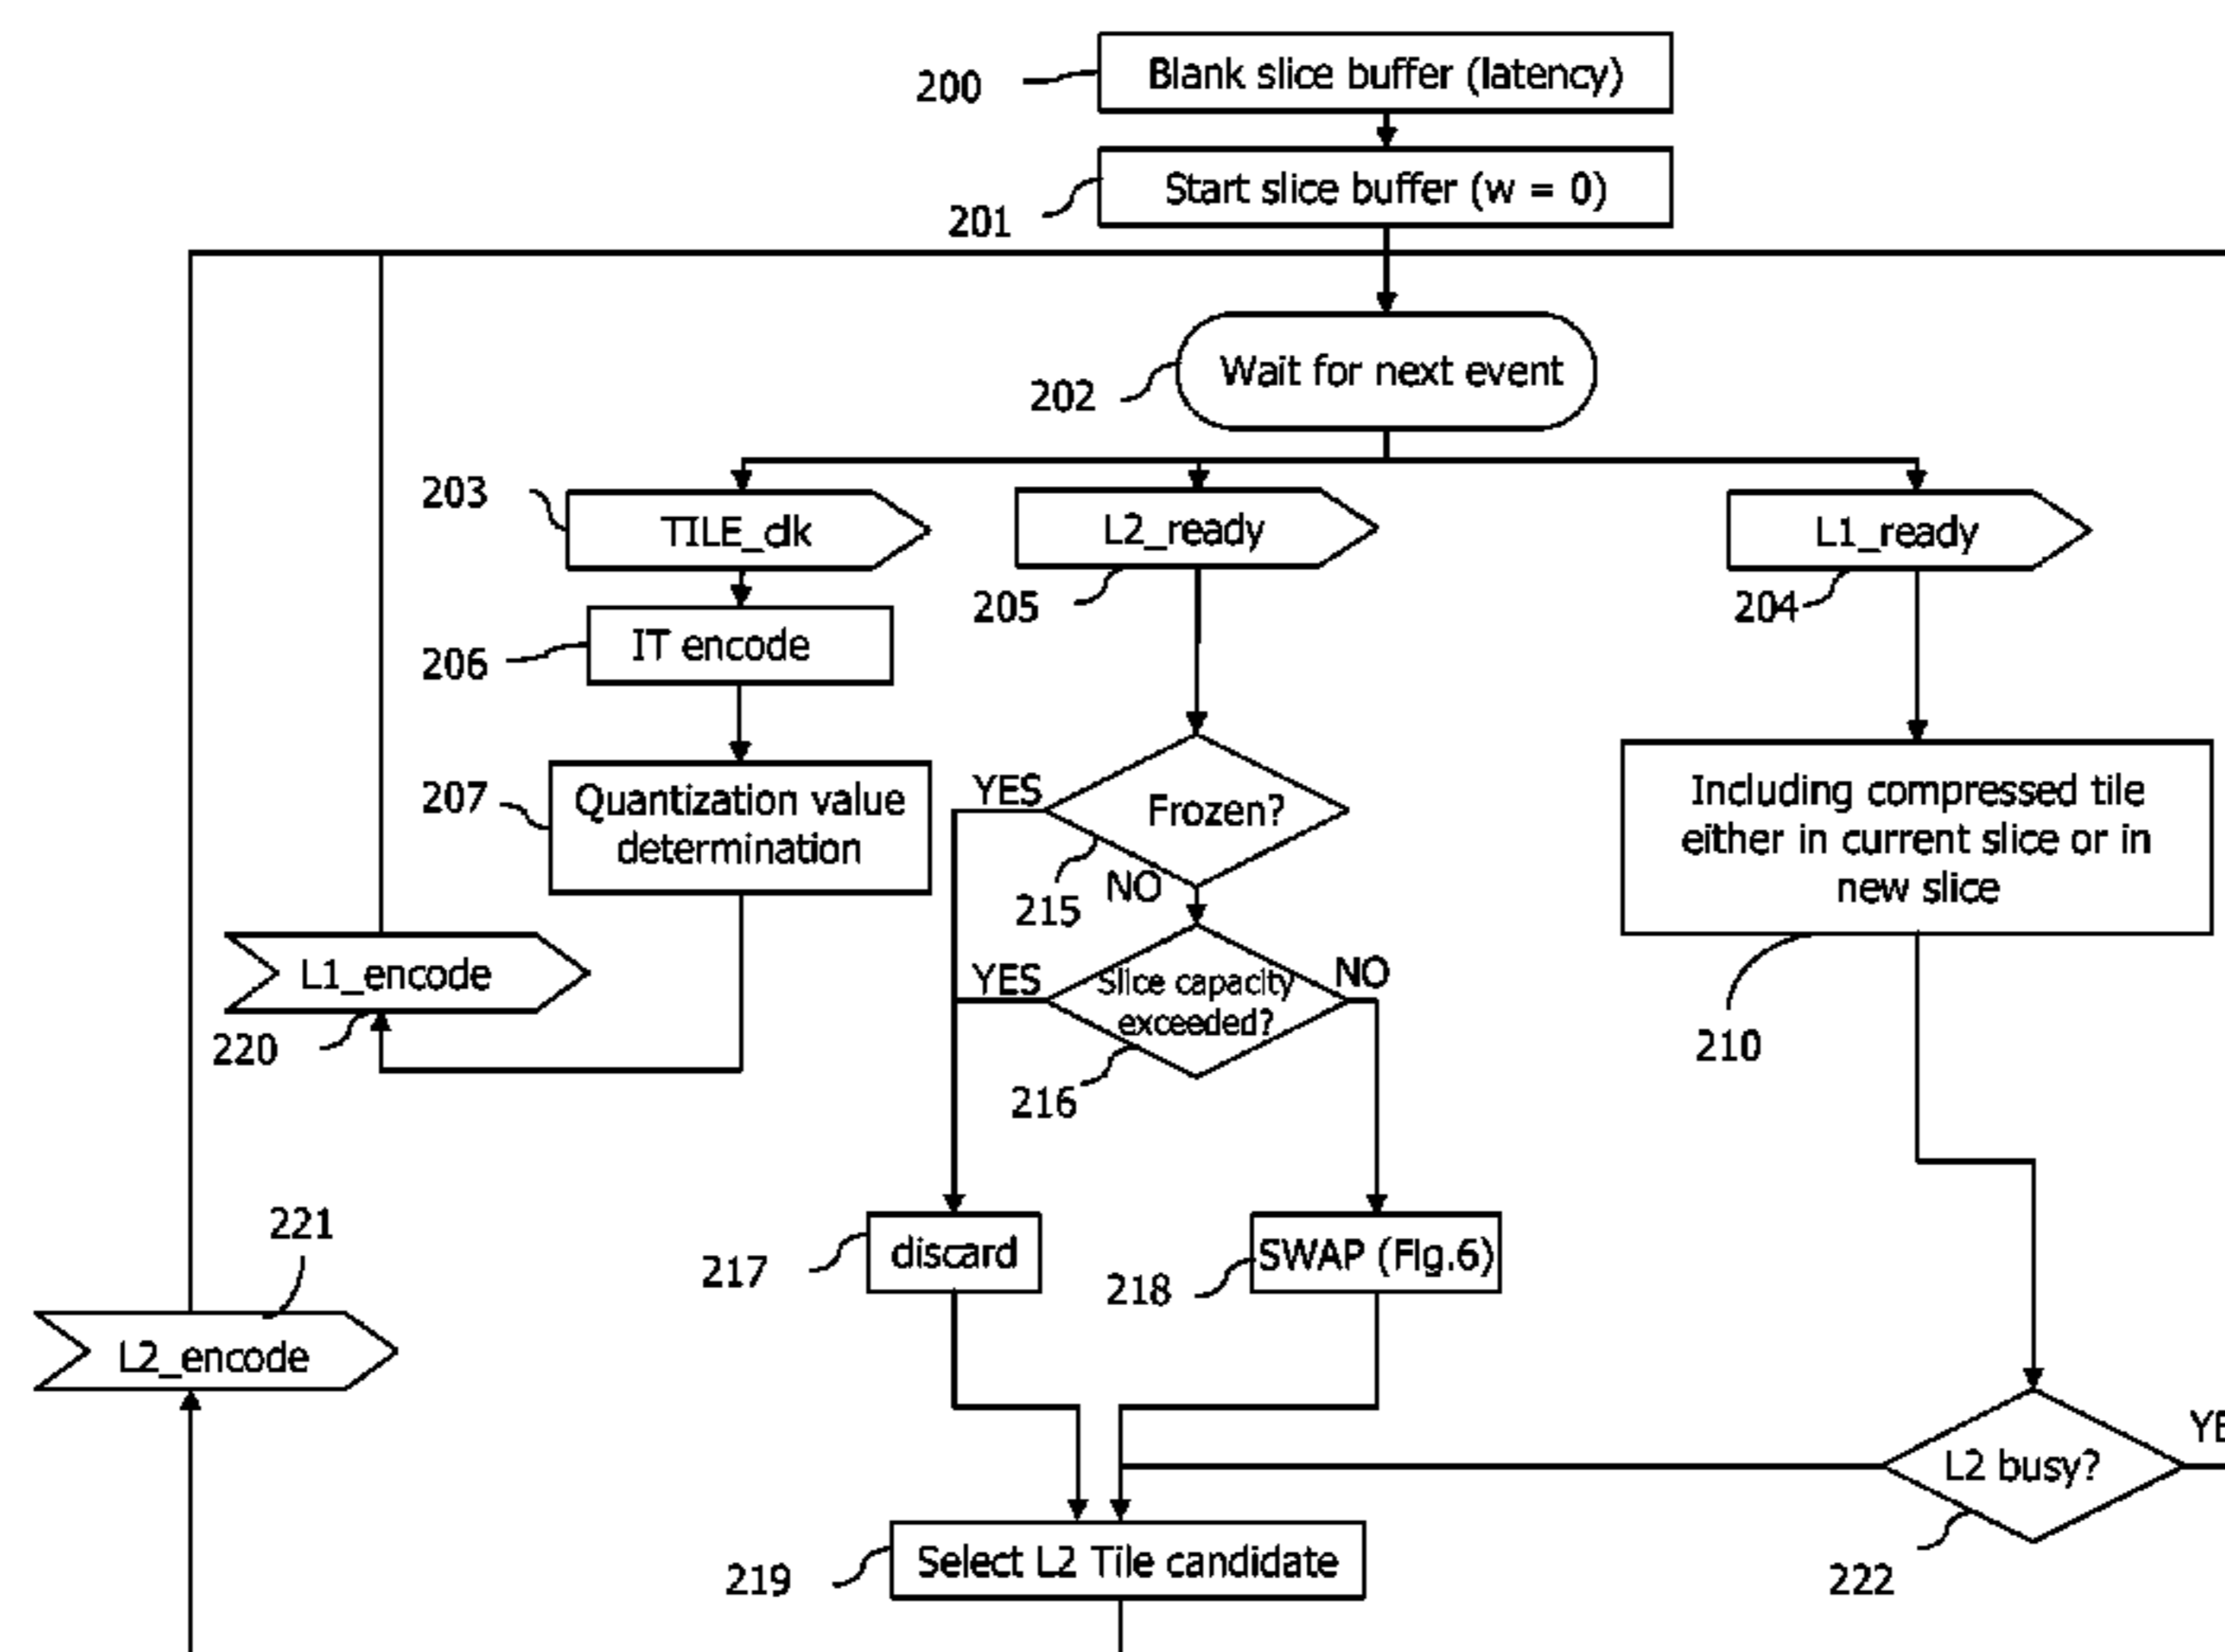 200
Blank slice buffer (latency)
201
Start slice buffer (w = 0)
202
Wait for next event
203
TILE_clk
L2_ready
205
L1_ready
204
206
IT encode
207
Quantization value
determination
YES
Frozen?
215
NO
Including compressed tile
either in current slice or in
new slice
210
L1_encode
220
YES
Slice capacity
exceeded?
NO
216
221
L2_encode
217
discard
218
SWAP (Fig.6)
L2 busy?
YE
222
219
Select L2 Tile candidate